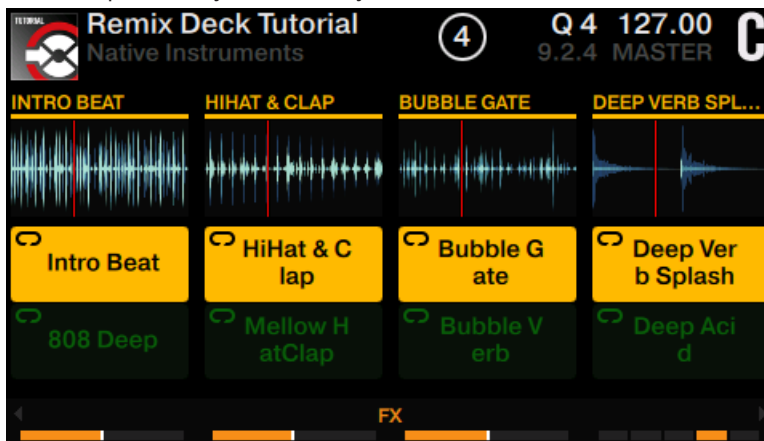 TUTORIAL
Remix Deck Tutorial
Native Instruments
4
Q 4 127.00
9.2.4 MASTER
C
INTRO BEAT
HIHAT & CLAP
BUBBLE GATE
DEEP VERB SPL...
Intro Beat
HiHat & C
lap
Bubble G
ate
Deep Ver
b Splash
808 Deep
Mellow H
atClap
Bubble V
erb
Deep Aci
d
FX